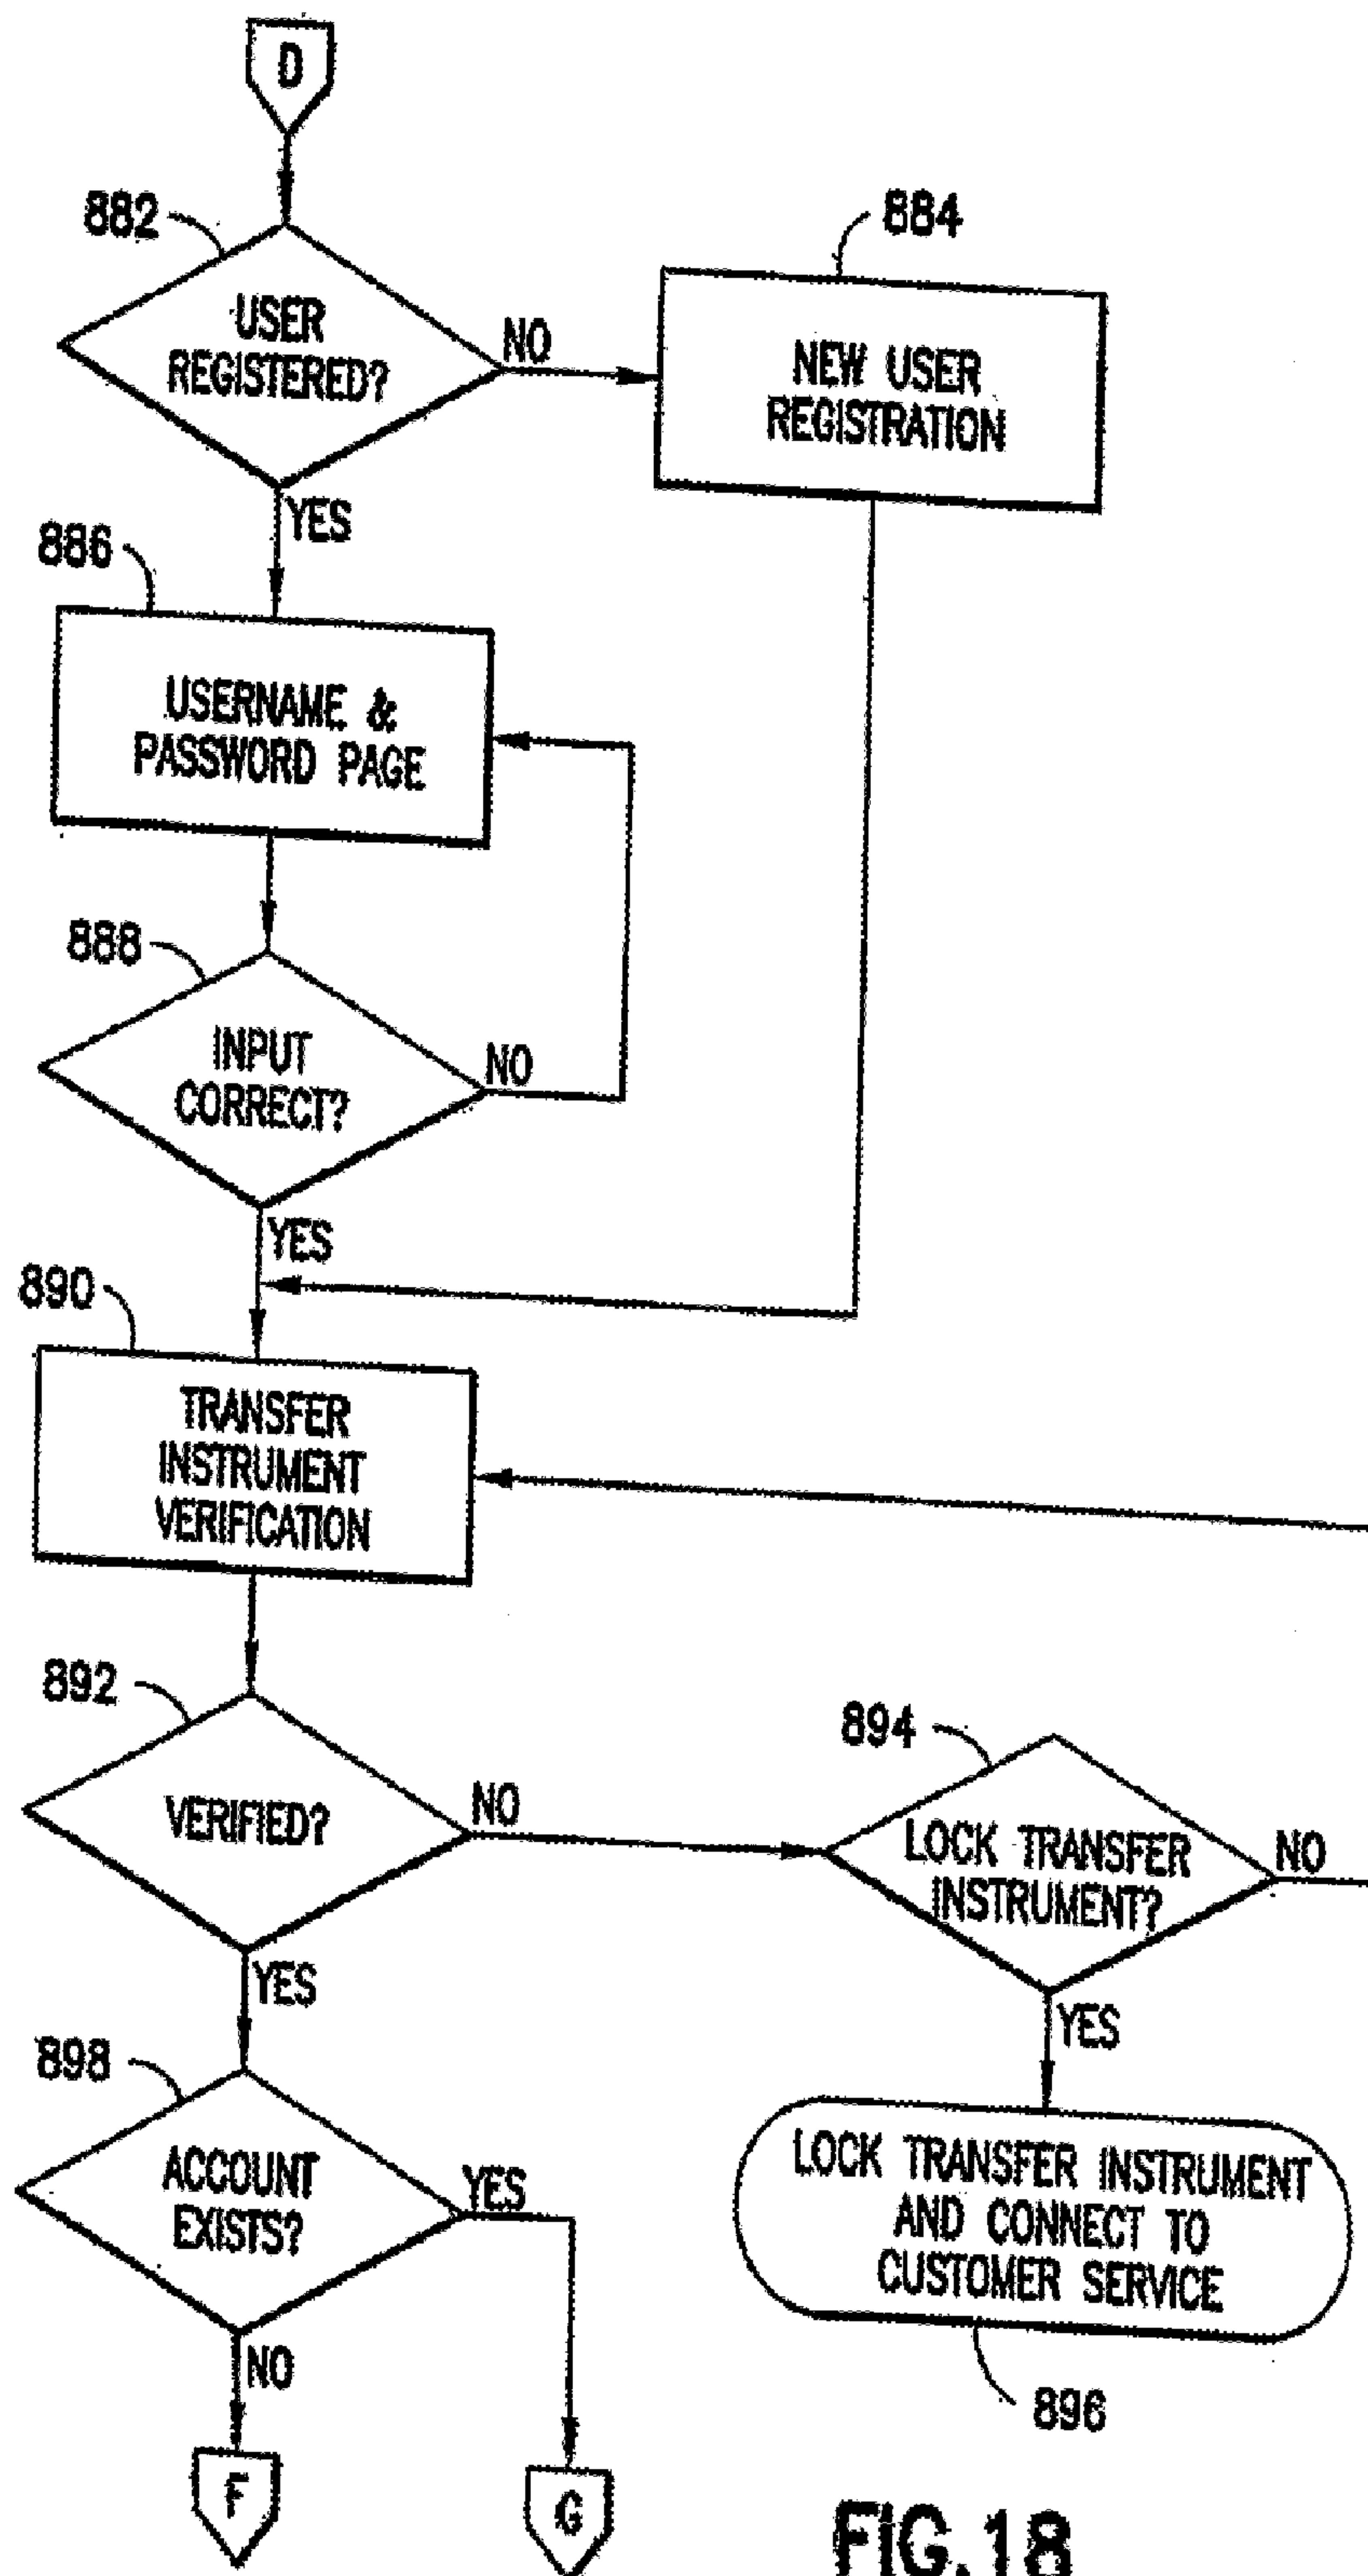 D
882
884
USER
REGISTERED?
NO
NEW USER
REGISTRATION
YES
886
USERNAME &
PASSWORD PAGE
888
INPUT
CORRECT?
NO
YES
890
TRANSFER
INSTRUMENT
VERIFICATION
892
VERIFIED?
NO
894
LOCK TRANSFER
INSTRUMENT?
NO
YES
YES
898
ACCOUNT
EXISTS?
YES
LOCK TRANSFER INSTRUMENT
AND CONNECT TO
CUSTOMER SERVICE
NO
896
F
G
FIG.18